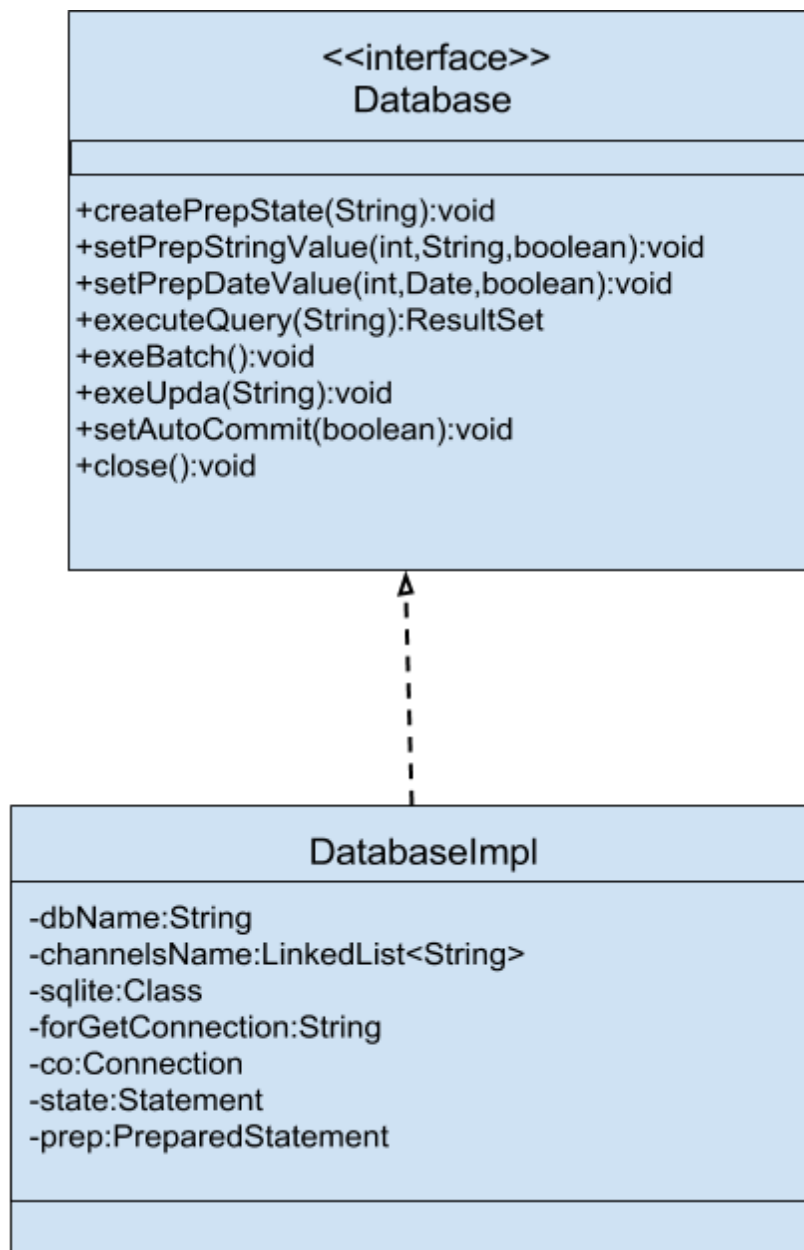 <<interface>>
Database
+createPrepState(String):void
+setPrepStringValue(int,String,boolean):void
+setPrepDateValue(int,Date,boolean):void
+executeQuery(String):ResultSet
+exeBatch():void
+exeUpda(String):void
+setAutoCommit(boolean):void
+close():void
DatabaseImpl
-dbName:String
-channelsName:LinkedList<String>
-sqlite:Class
-forGetConnection:String
-co:Connection
-state:Statement
-prep:PreparedStatement